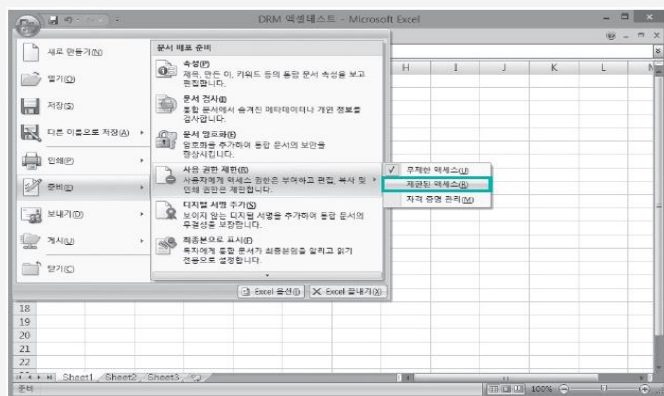 DRM 엑셀테스트 - Microsoft Excel
새로 만들기(N)
열기(O)
저장(S)
다른 이름으로 저장(A)
인쇄(P)
준비(E)
보내기(D)
게시(U)
닫기(C)
문서 배포 준비
속성(P)
제목, 만든 이, 키워드 등의 통합 문서 속성을 보고
편집합니다.
문서 검사(I)
통합 문서에서 숨겨진 메타데이터나 개인 정보를
검사합니다.
문서 암호화(E)
암호화를 추가하여 통합 문서의 보안을
향상시킵니다.
사용 권한 제한(R)
사용자에게 액세스 권한은 부여하고 편집, 복사 및
인쇄 권한은 제한합니다.
디지털 서명 추가(S)
보이지 않는 디지털 서명을 추가하여 통합 문서의
무결성을 보장합니다.
최종본으로 표시(F)
독자에게 통합 문서가 최종본임을 알리고 읽기
전용으로 설정합니다.
무제한 액세스(U)
제한된 액세스(R)
자격 증명 관리(M)
Excel 옵션(I) Excel 끝내기(X)
H I J K L
18
19
20
21
22
Sheet1 Sheet2 Sheet3
준비 100%